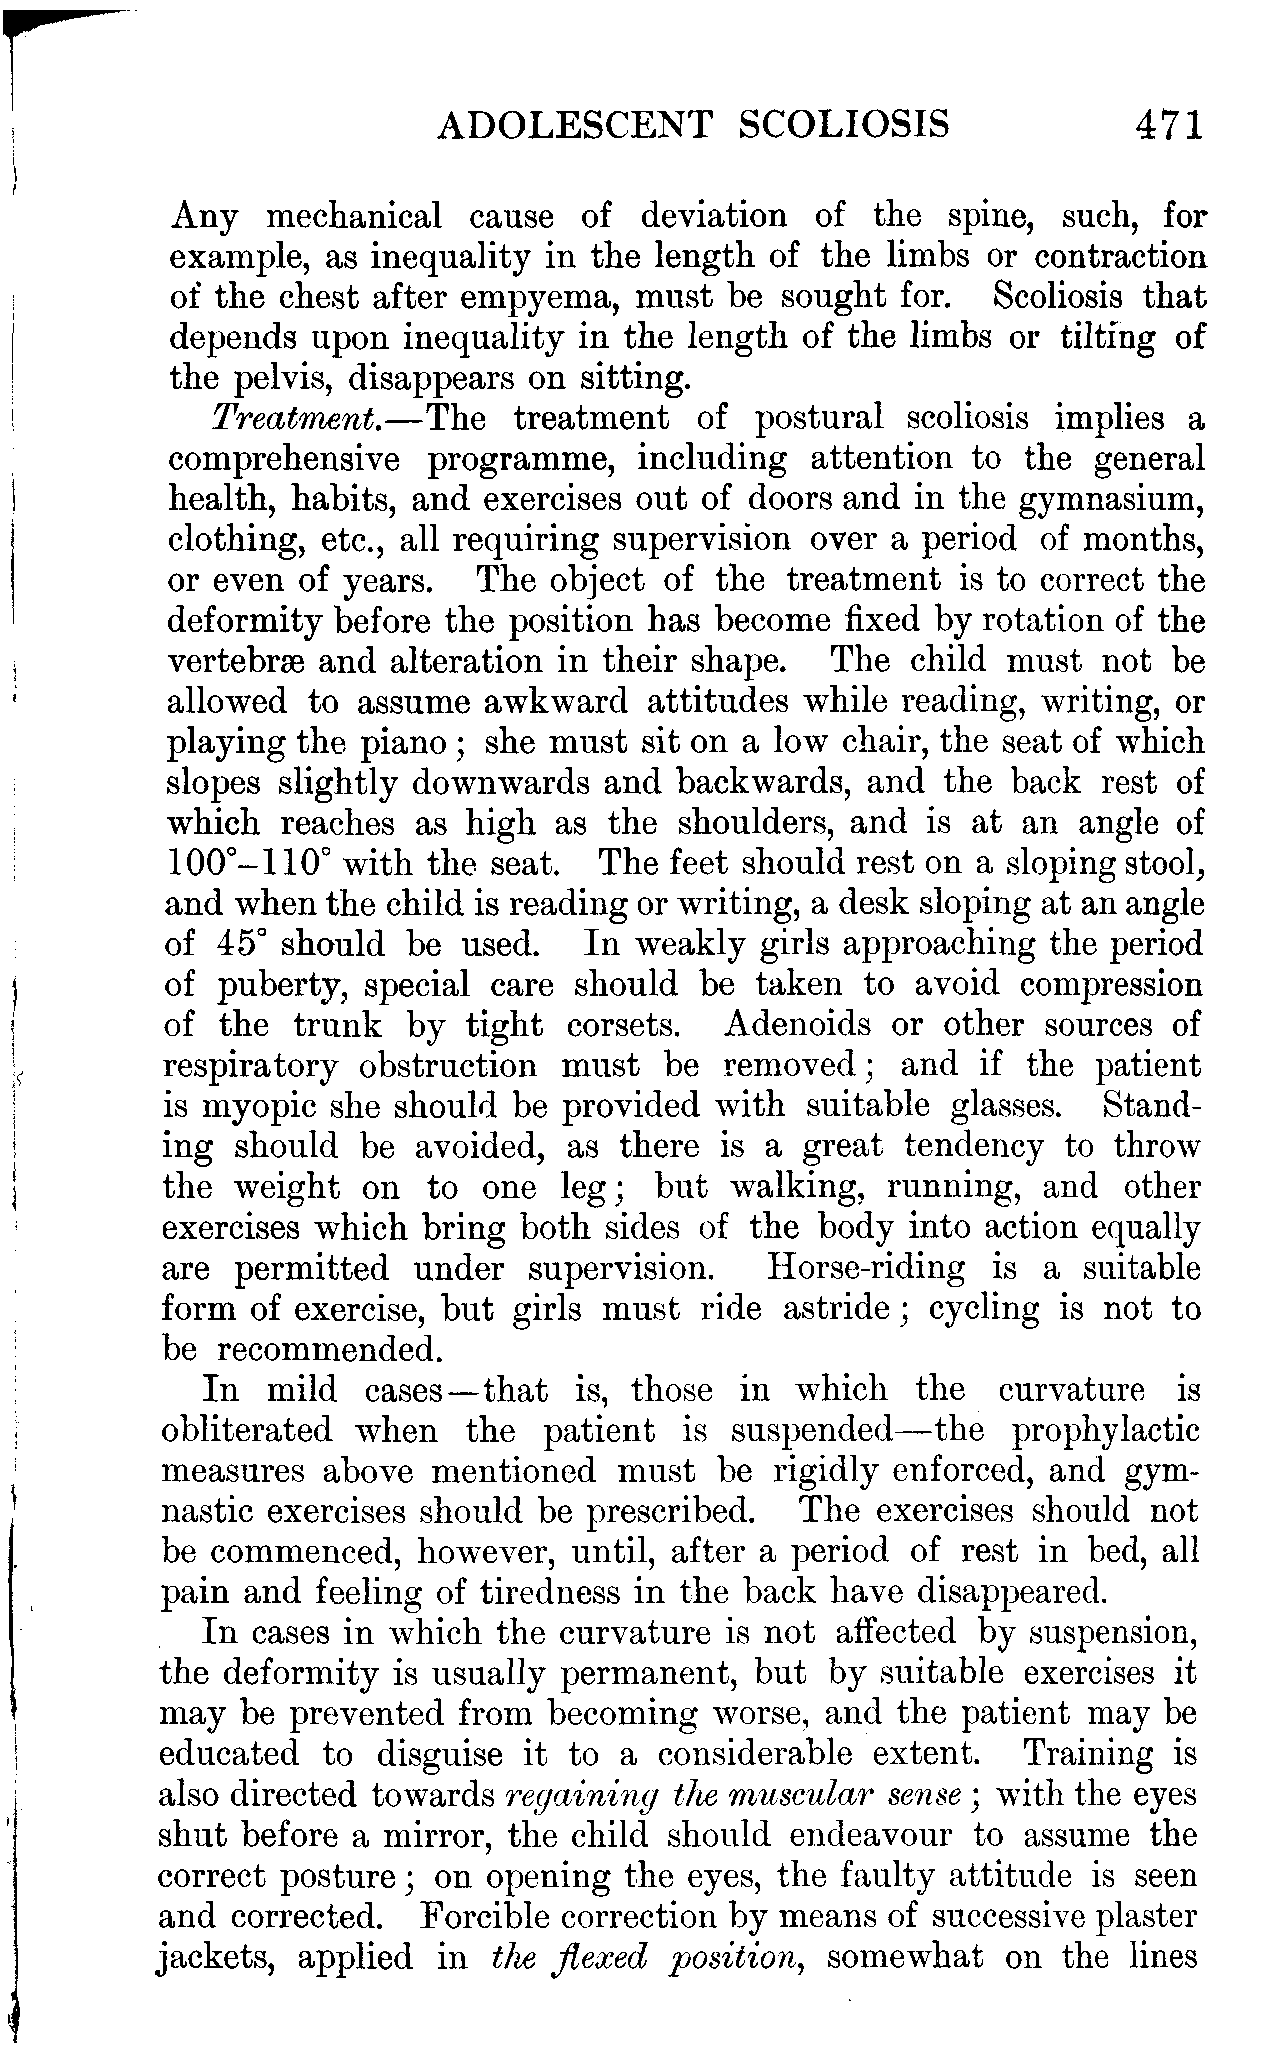 ADOLESCENT SCOLIOSIS 471
Any mechanical cause of deviation of the spine, such, for
example, as inequality in the length of the limbs or contraction
of the chest after empyema, must be sought for. Scoliosis that
depends upon inequality in the length of the limbs or tilting of
the pelvis, disappears on sitting.
Treatment.—The treatment of postural scoliosis implies a
comprehensive programme, including attention to the general
health, habits, and exercises out of doors and in the gymnasium,
clothing, etc., all requiring supervision over a period of months,
or even of years. The object of the treatment is to correct the
deformity before the position has become fixed by rotation of the
vertebræ and alteration in their shape. The child must not be
allowed to assume awkward attitudes while reading, writing, or
playing the piano; she must sit on a low chair, the seat of which
slopes slightly downwards and backwards, and the back rest of
which reaches as high as the shoulders, and is at an angle of
100°–110° with the seat. The feet should rest on a sloping stool,
and when the child is reading or writing, a desk sloping at an angle
of 45° should be used. In weakly girls approaching the period
of puberty, special care should be taken to avoid compression
of the trunk by tight corsets. Adenoids or other sources of
respiratory obstruction must be removed; and if the patient
is myopic she should be provided with suitable glasses. Stand-
ing should be avoided, as there is a great tendency to throw
the weight on to one leg; but walking, running, and other
exercises which bring both sides of the body into action equally
are permitted under supervision. Horse-riding is a suitable
form of exercise, but girls must ride astride; cycling is not to
be recommended.
In mild cases—that is, those in which the curvature is
obliterated when the patient is suspended—the prophylactic
measures above mentioned must be rigidly enforced, and gym-
nastic exercises should be prescribed. The exercises should not
be commenced, however, until, after a period of rest in bed, all
pain and feeling of tiredness in the back have disappeared.
In cases in which the curvature is not affected by suspension,
the deformity is usually permanent, but by suitable exercises it
may be prevented from becoming worse, and the patient may be
educated to disguise it to a considerable extent. Training is
also directed towards regaining the muscular sense; with the eyes
shut before a mirror, the child should endeavour to assume the
correct posture; on opening the eyes, the faulty attitude is seen
and corrected. Forcible correction by means of successive plaster
jackets, applied in the flexed position, somewhat on the lines